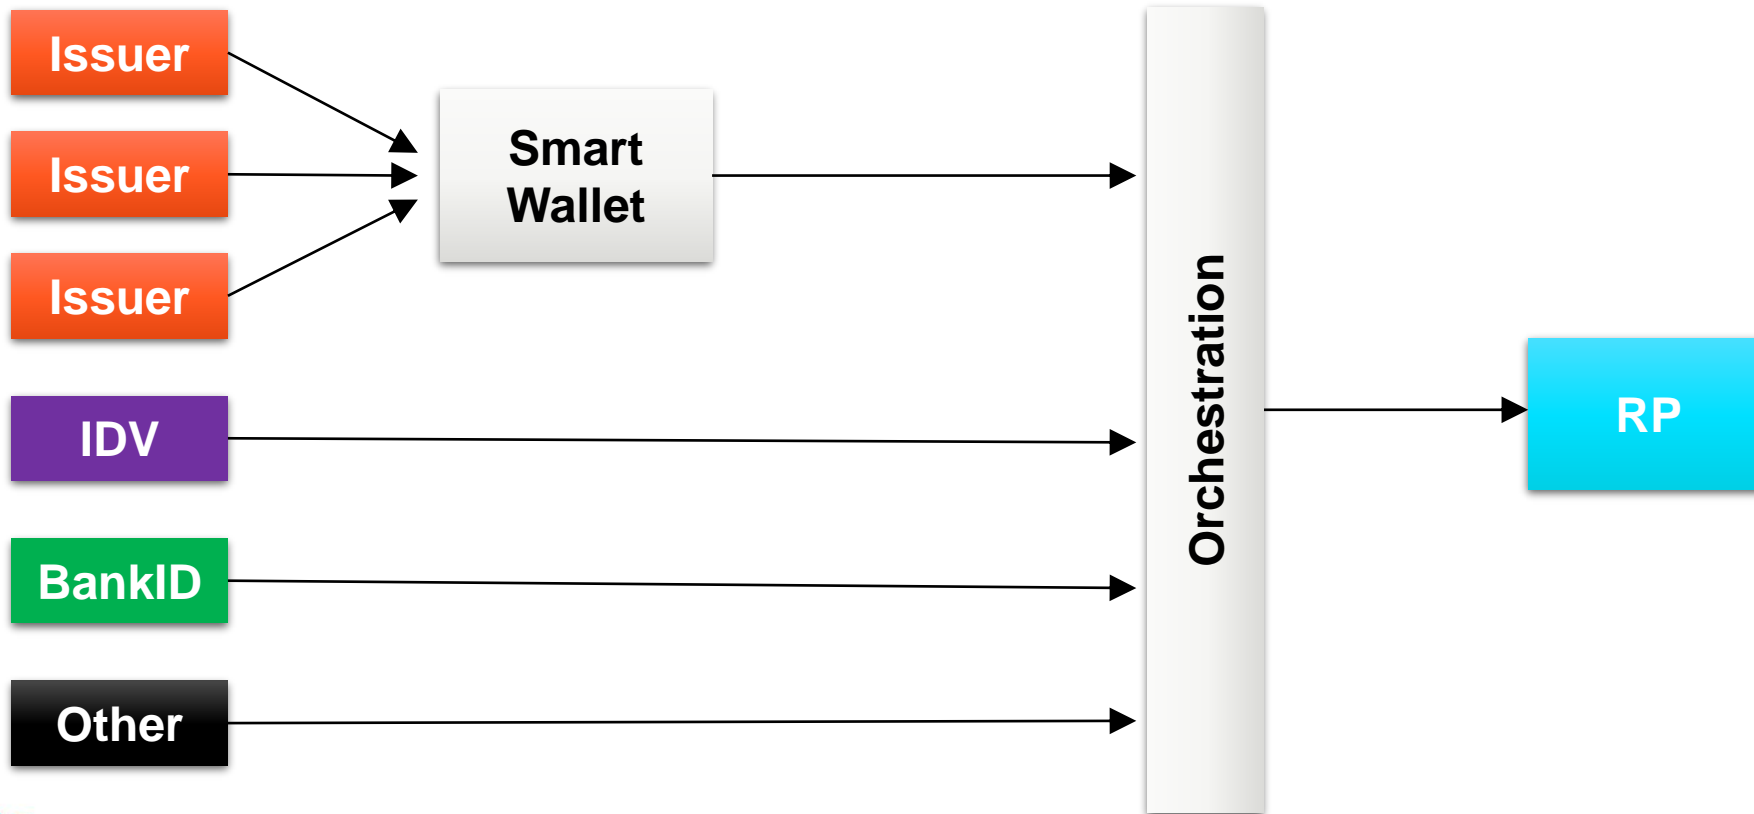 Issuer
Issuer
Issuer
Smart
Wallet
IDV
BankID
Other
Orchestration
RP